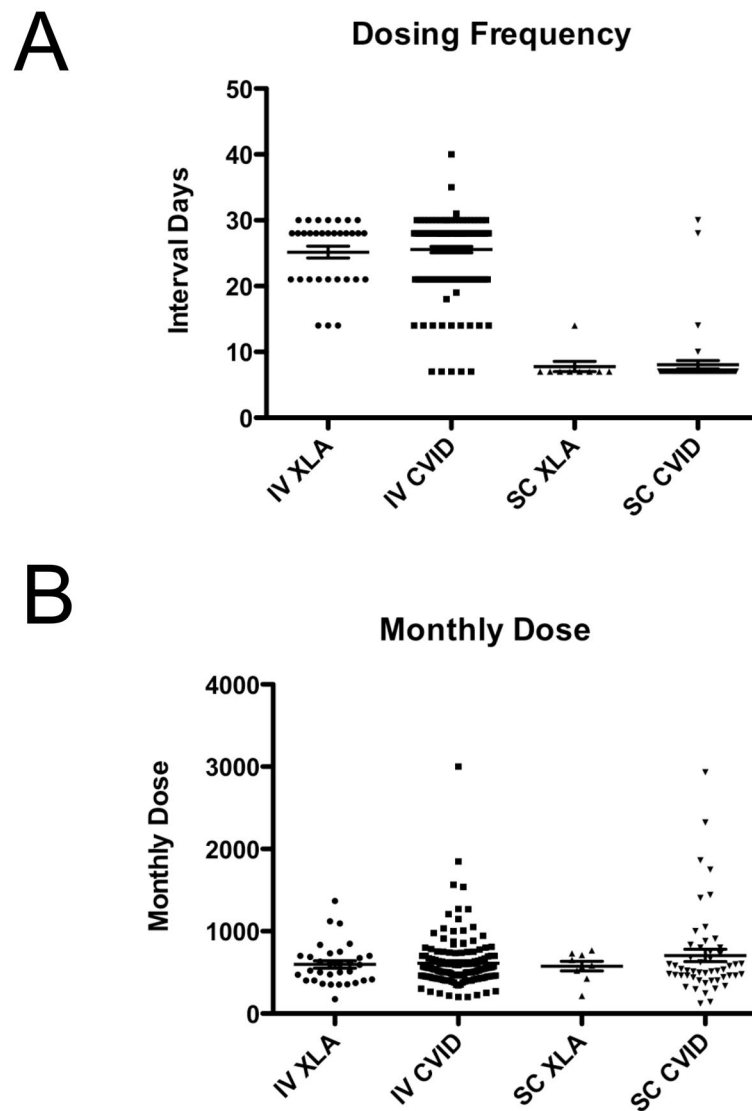 A
Dosing Frequency
Interval Days
50
40
30
20
10
0
IV XLA
IV CVID
SC XLA
SC CVID
B
Monthly Dose
Monthly Dose
4000
3000
2000
1000
0
IV XLA
IV CVID
SC XLA
SC CVID